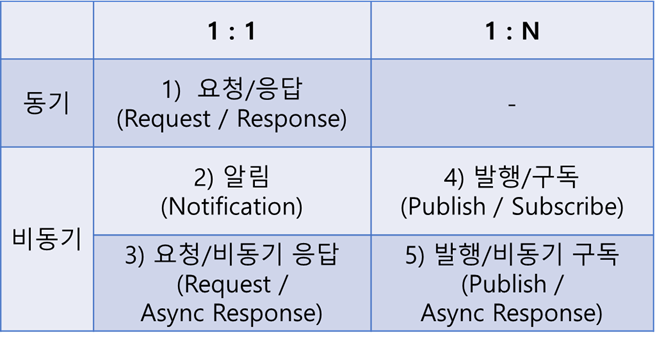 1 : 1
1 : N
동기
1) 요청/응답
(Request / Response)
-
비동기
2) 알림
(Notification)
4) 발행/구독
(Publish / Subscribe)
3) 요청/비동기 응답
(Request /
Async Response)
5) 발행/비동기 구독
(Publish /
Async Response)